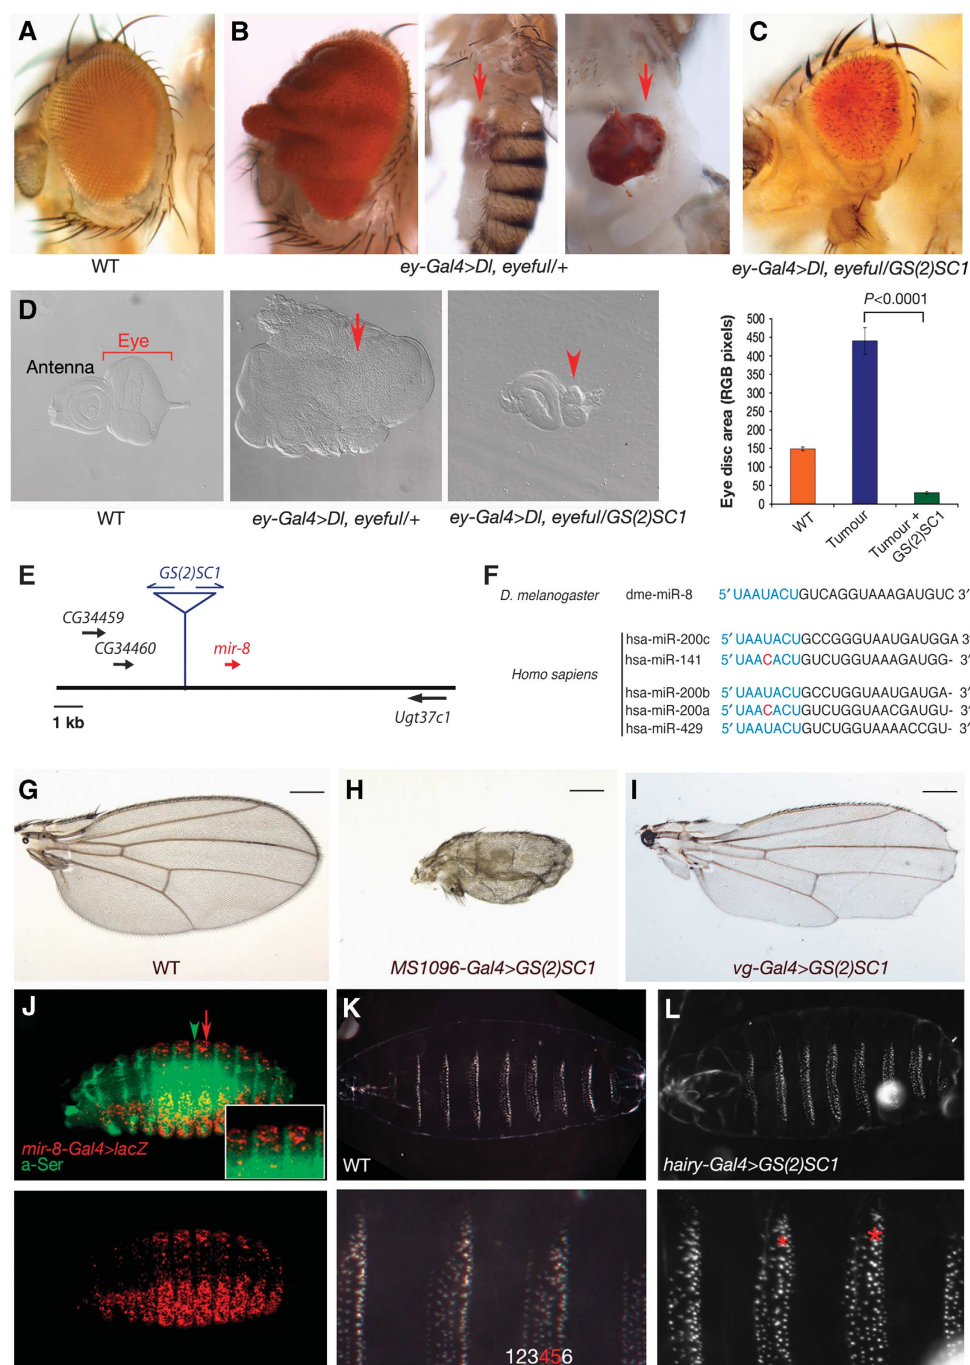 A
B
C
WT
ey-Gal4>Dl, eyeful/+
ey-Gal4>Dl, eyeful/GS(2)SC1
D
Antenna
Eye
WT
ey-Gal4>Dl, eyeful/+
ey-Gal4>Dl, eyeful/GS(2)SC1
P<0.0001
Eye disc area (RGB pixels)
500
450
400
350
300
250
200
150
100
50
0
WT
Tumour
Tumour +
GS(2)SC1
E
GS(2)SC1
CG34459
CG34460
mir-8
1 kb
Ugt37c1
F
D. melanogaster dme-miR-8 5′ UAAUACUGUCAGGUAAAGAUGUC 3′
Homo sapiens
hsa-miR-200c 5′ UAAUACUGCCGGGUAAUGAUGGA 3′
hsa-miR-141 5′ UAACACUGUCUGGUAAAGAUGG- 3′
hsa-miR-200b 5′ UAAUACUGCCUGGUAAUGAUGA- 3′
hsa-miR-200a 5′ UAACACUGUCUGGUAACGAUGU- 3′
hsa-miR-429 5′ UAAUACUGUCUGGUAAAACCGU- 3′
G
WT
H
MS1096-Gal4>GS(2)SC1
I
vg-Gal4>GS(2)SC1
J
mir-8-Gal4>lacZ
a-Ser
K
WT
L
hairy-Gal4>GS(2)SC1
123456
*
*